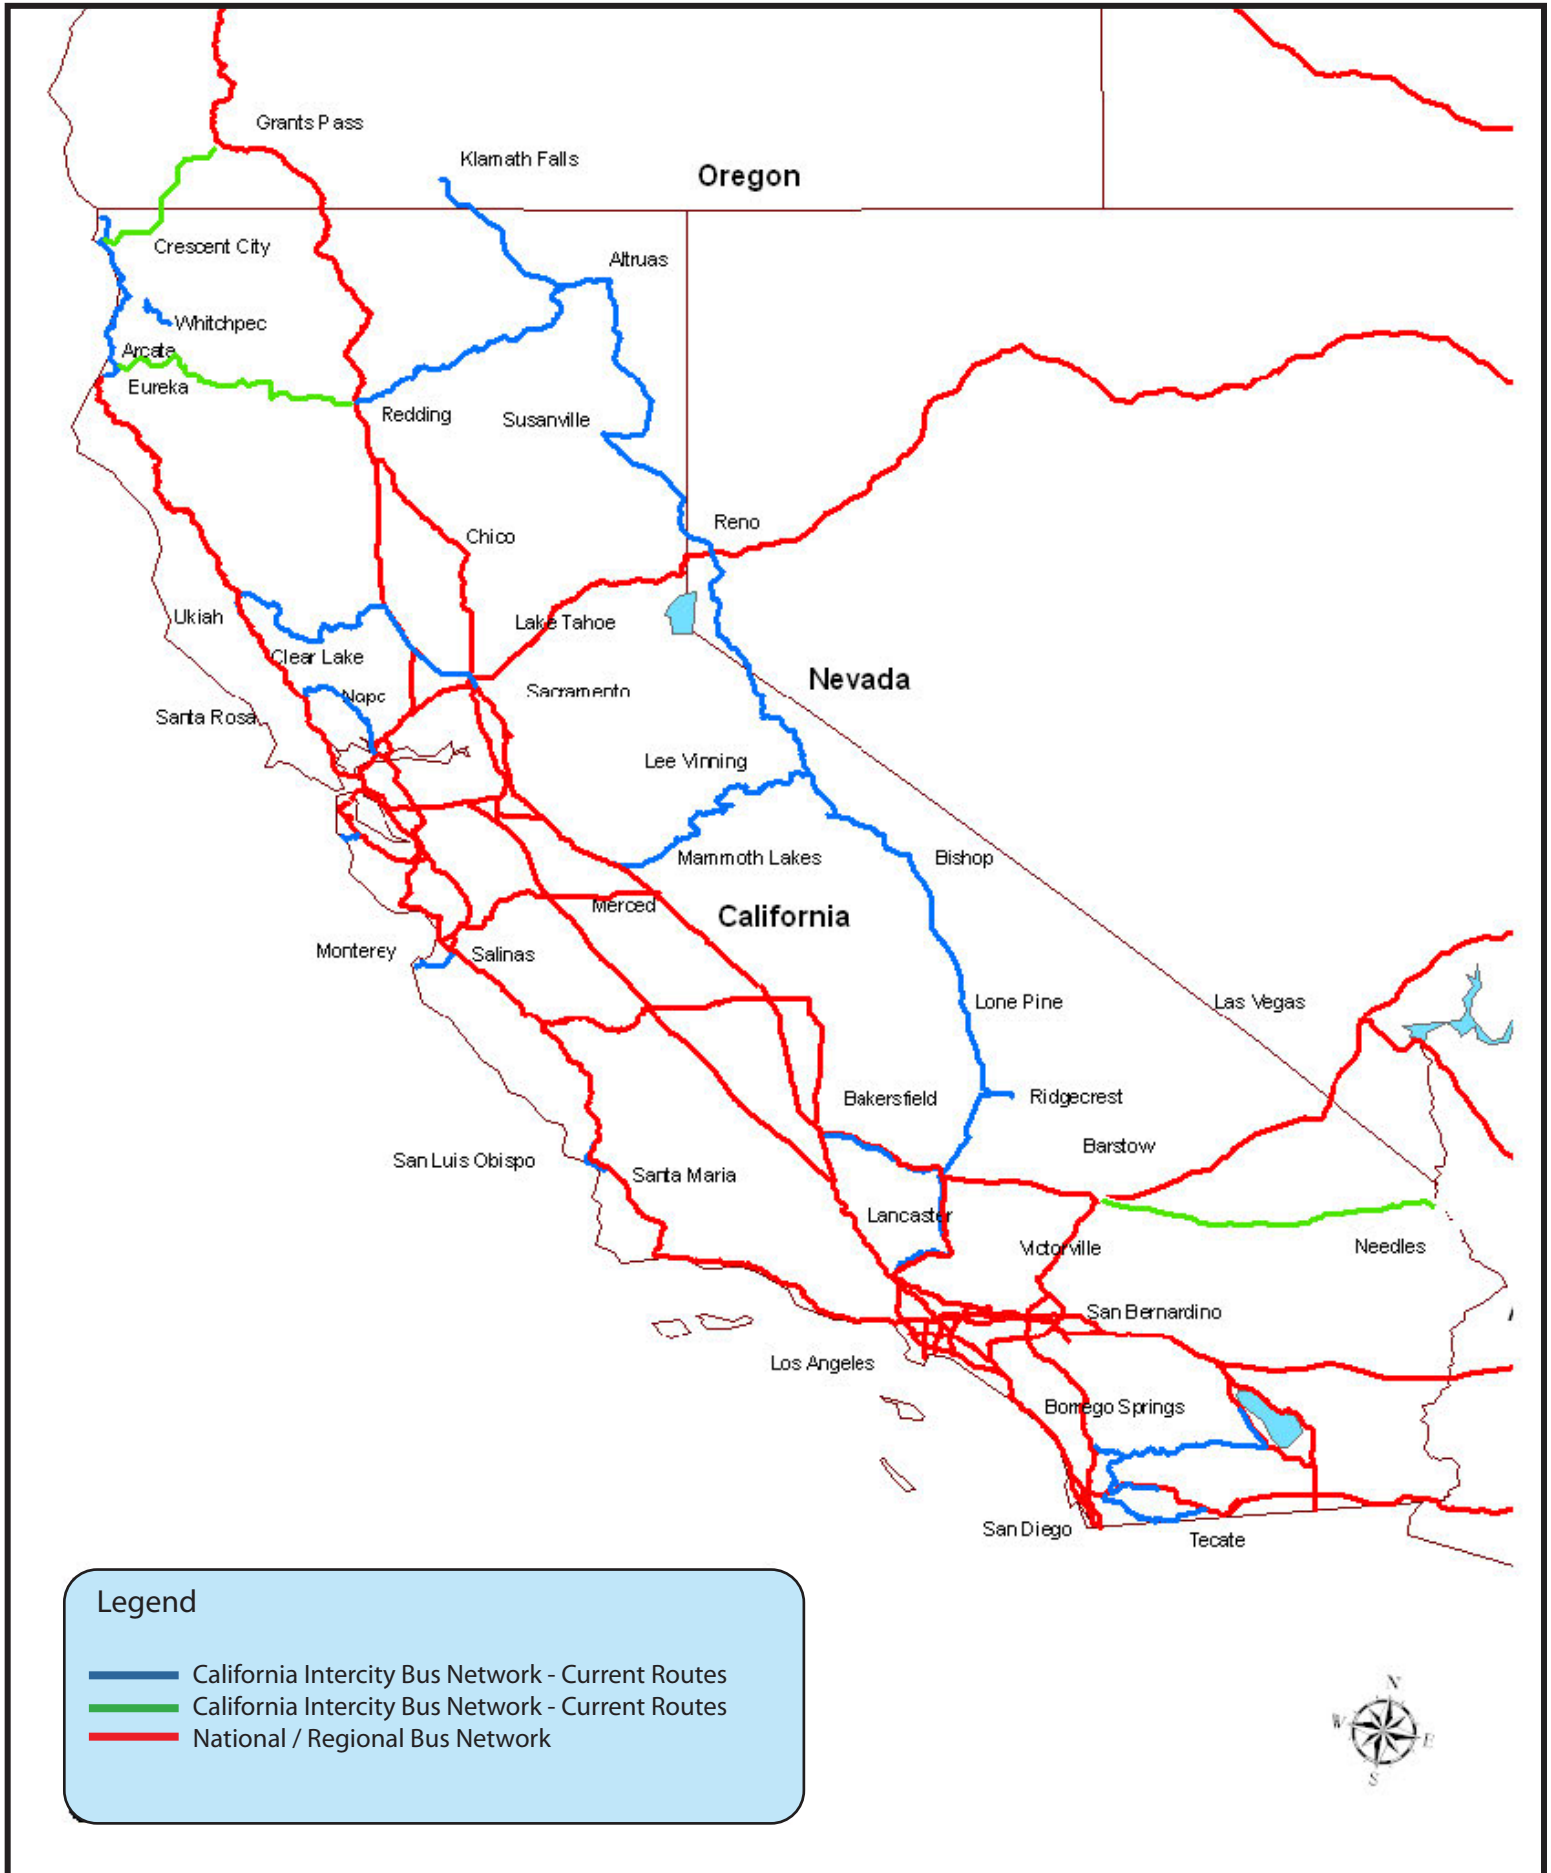 Grants Pass
Klamath Falls
Oregon
Crescent City
Altruas
Whitchpec
Arcata
Eureka
Redding
Susanville
Reno
Chico
Ukiah
Lake Tahoe
Clear Lake
Nevada
Napc
Sacramento
Santa Rosa
Lee Vinning
Mammoth Lakes
Bishop
Merced
California
Monterey
Salinas
Lone Pine
Las Vegas
Bakersfield
Ridgecrest
Barstow
San Luis Obispo
Santa Maria
Lancaster
Victorville
Needles
San Bernardino
Los Angeles
Borrego Springs
San Diego
Tecate
Legend
California Intercity Bus Network - Current Routes
California Intercity Bus Network - Current Routes
National / Regional Bus Network
N
W
E
S